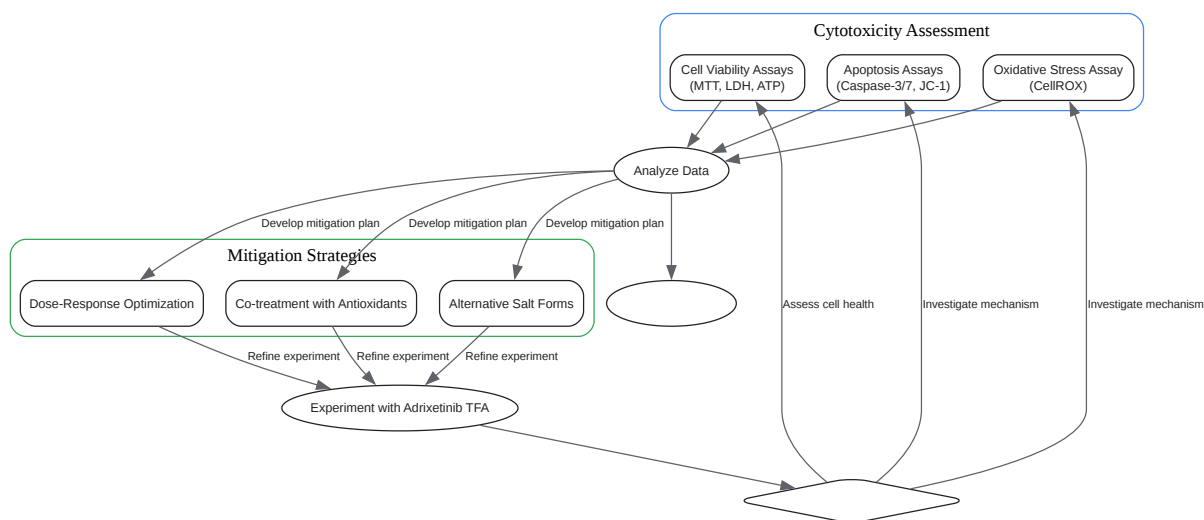 Cytotoxicity Assessment
Cell Viability Assays
(MTT, LDH, ATP)
Apoptosis Assays
(Caspase-3/7, JC-1)
Oxidative Stress Assay
(CellROX)
Analyze Data
Develop mitigation plan
Develop mitigation plan
Develop mitigation plan
Mitigation Strategies
Dose-Response Optimization
Co-treatment with Antioxidants
Alternative Salt Forms
Assess cell health
Investigate mechanism
Investigate mechanism
Refine experiment
Refine experiment
Refine experiment
Experiment with Adrixetinib TFA